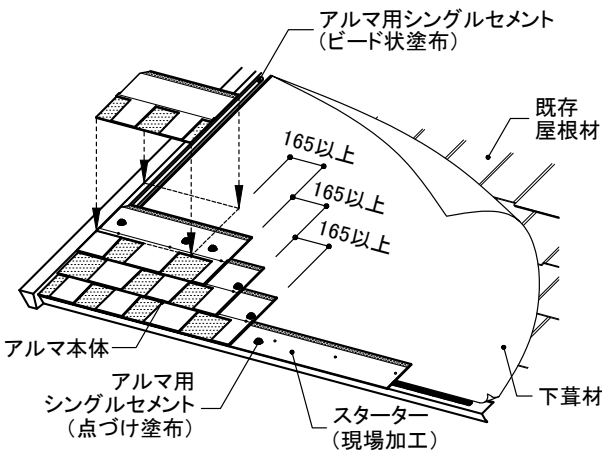 アルマ用シングルセメント
（ビード状塗布）
既存
屋根材
165以上
165以上
165以上
アルマ本体
アルマ用
シングルセメント
（点づけ塗布）
スターター
（現場加工）
下葺材